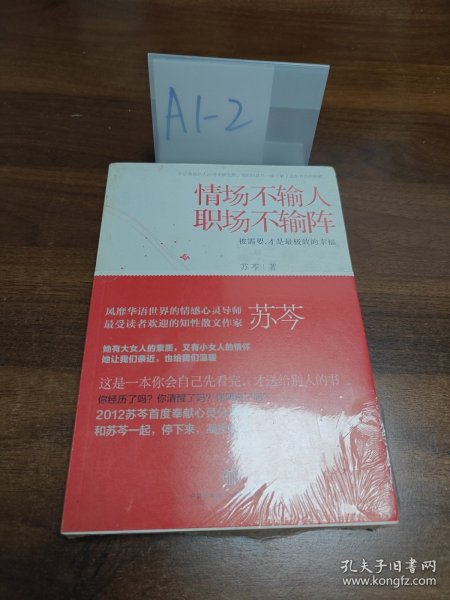 A1-2
情场不输人
职场不输阵
被需要,才是最极致的幸福
苏芩 著
风靡华语世界的情感心灵导师
最受读者欢迎的知性散文作家
苏芩
她有大女人的素质,又有小女人的情怀
她让我们亲近,也给我们温暖
这是一本你会自己先看完,才送给别人的书
你经历了吗?你清醒了吗?
2012苏芩首度奉献心灵
和苏芩一起,停下来,
孔夫子旧书网
www.kongfz.com